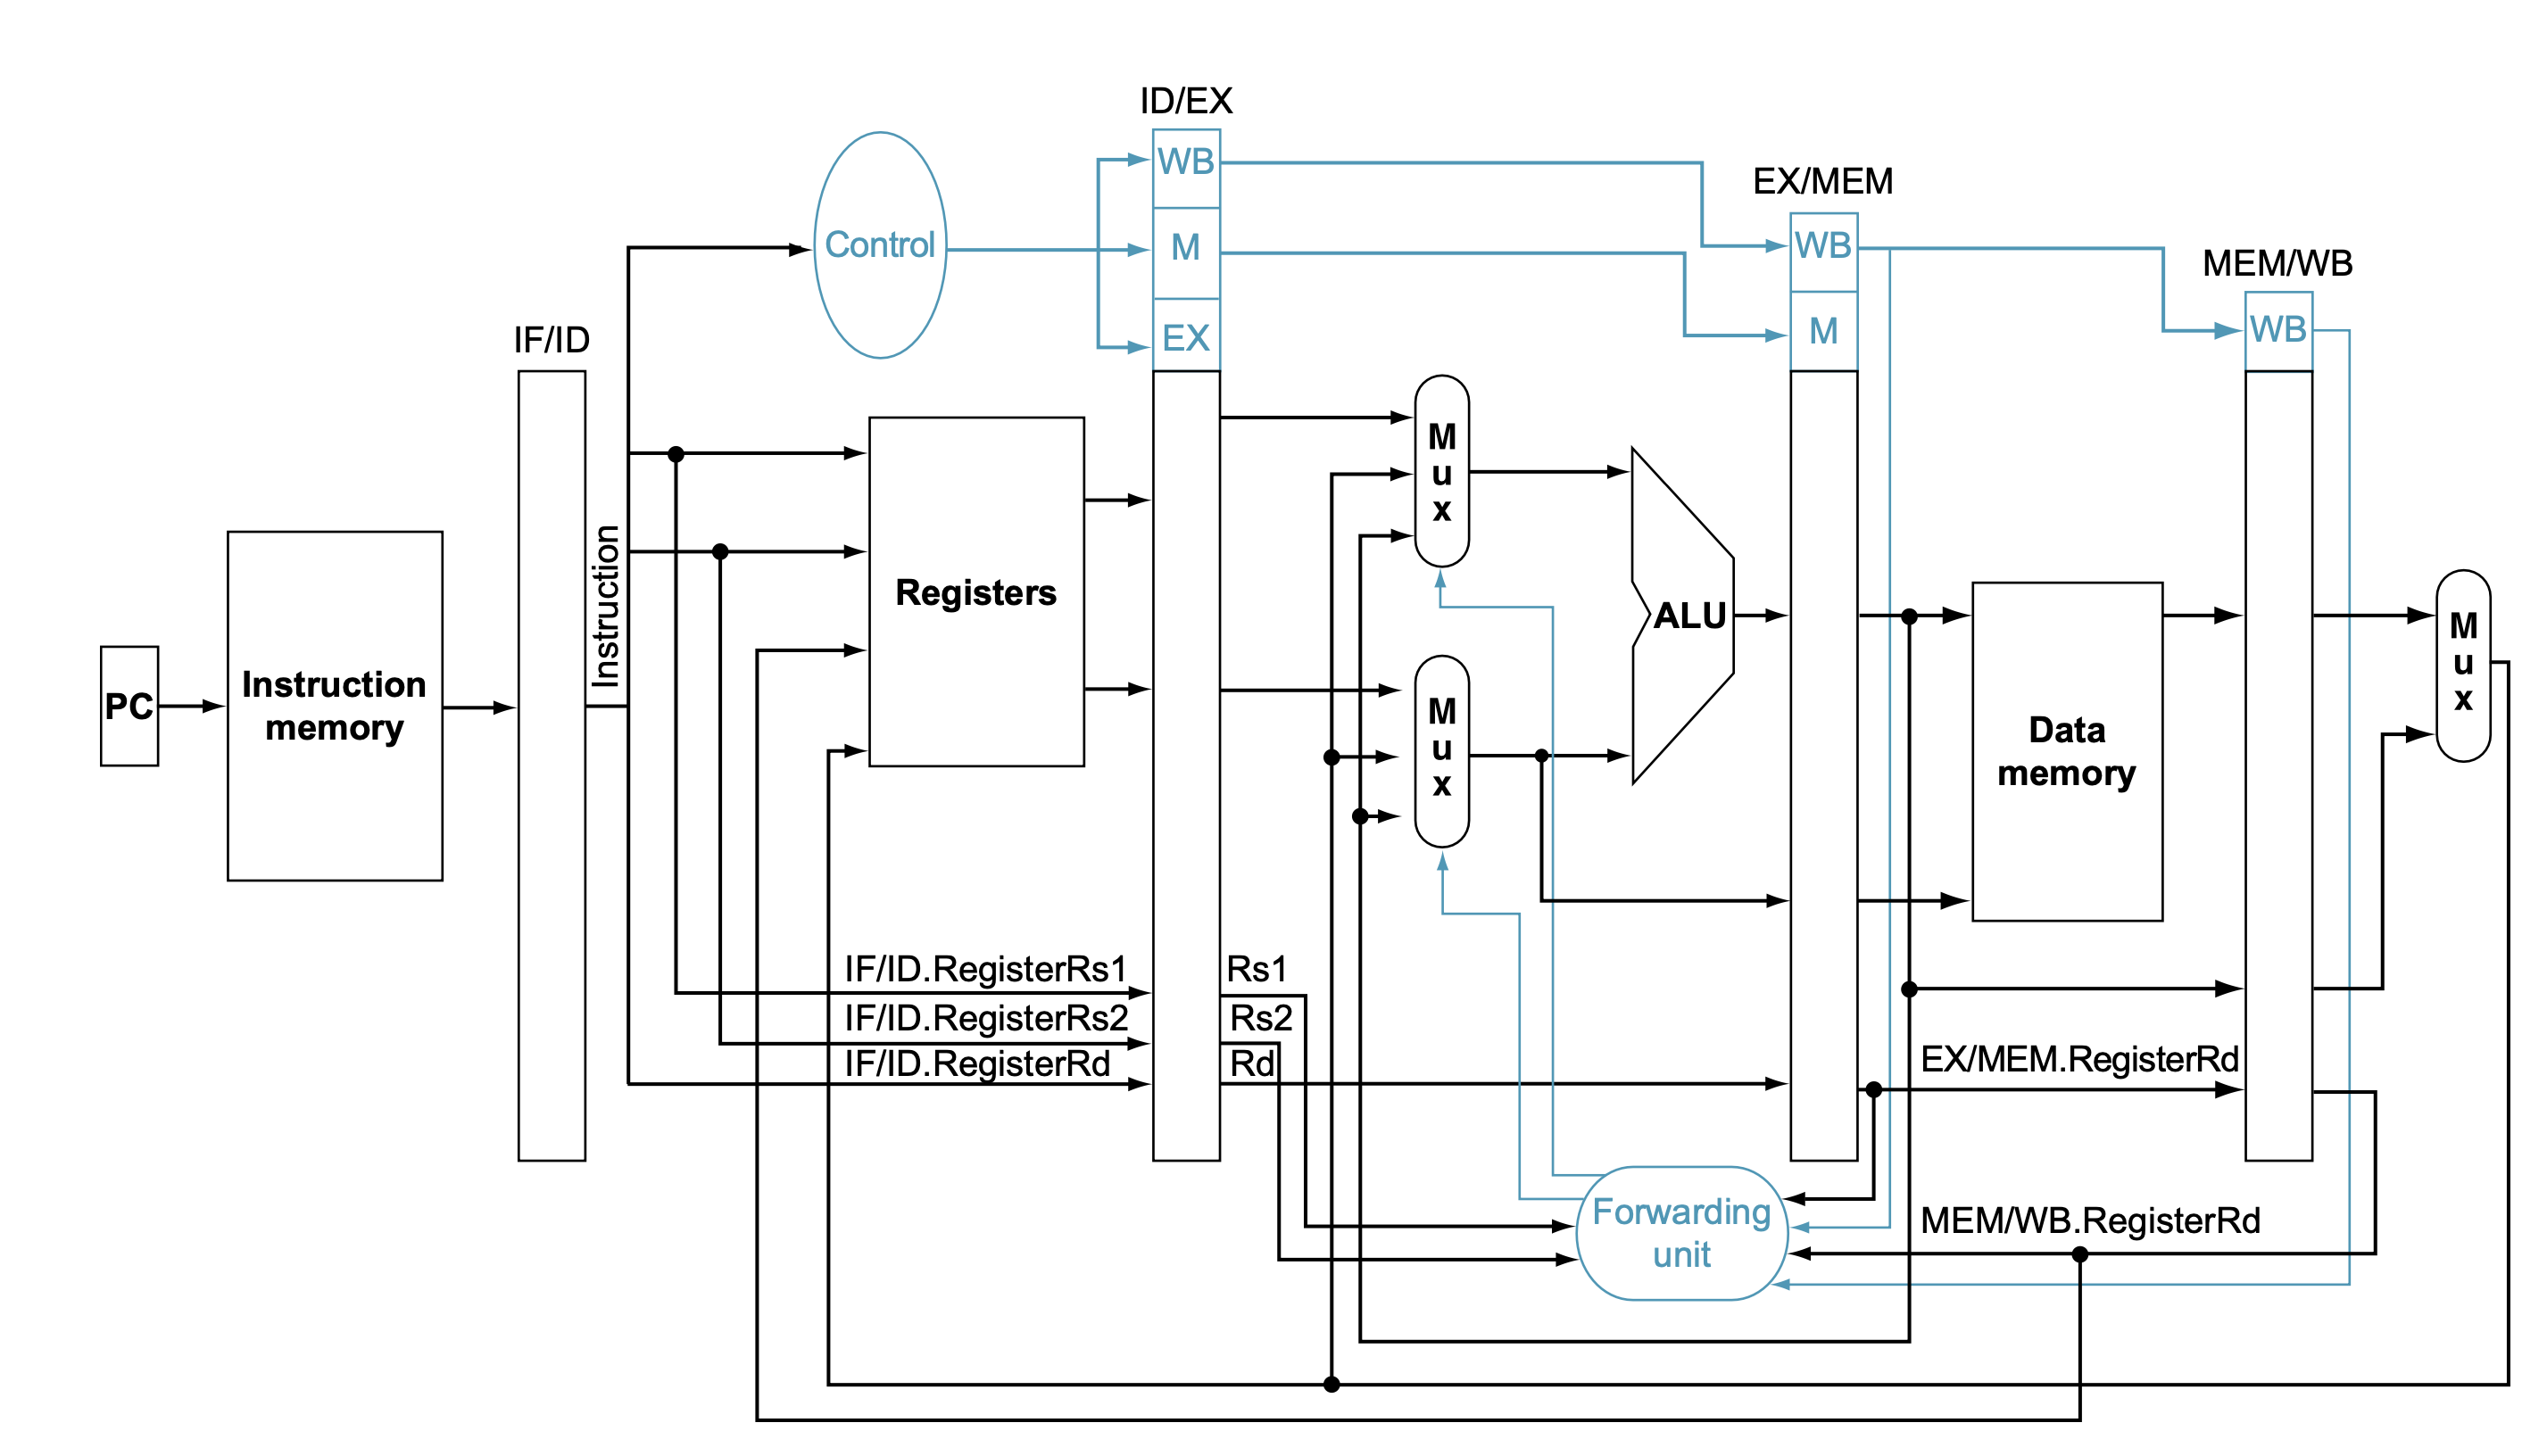 ID/EX
WB
EX/MEM
Control
M
WB
MEM/WB
EX
M
WB
IF/ID
M
u
x
Instruction
Registers
ALU
M
u
x
PC
Instruction
memory
M
u
x
Data
memory
IF/ID.RegisterRs1
Rs1
IF/ID.RegisterRs2
Rs2
IF/ID.RegisterRd
Rd
EX/MEM.RegisterRd
Forwarding
unit
MEM/WB.RegisterRd